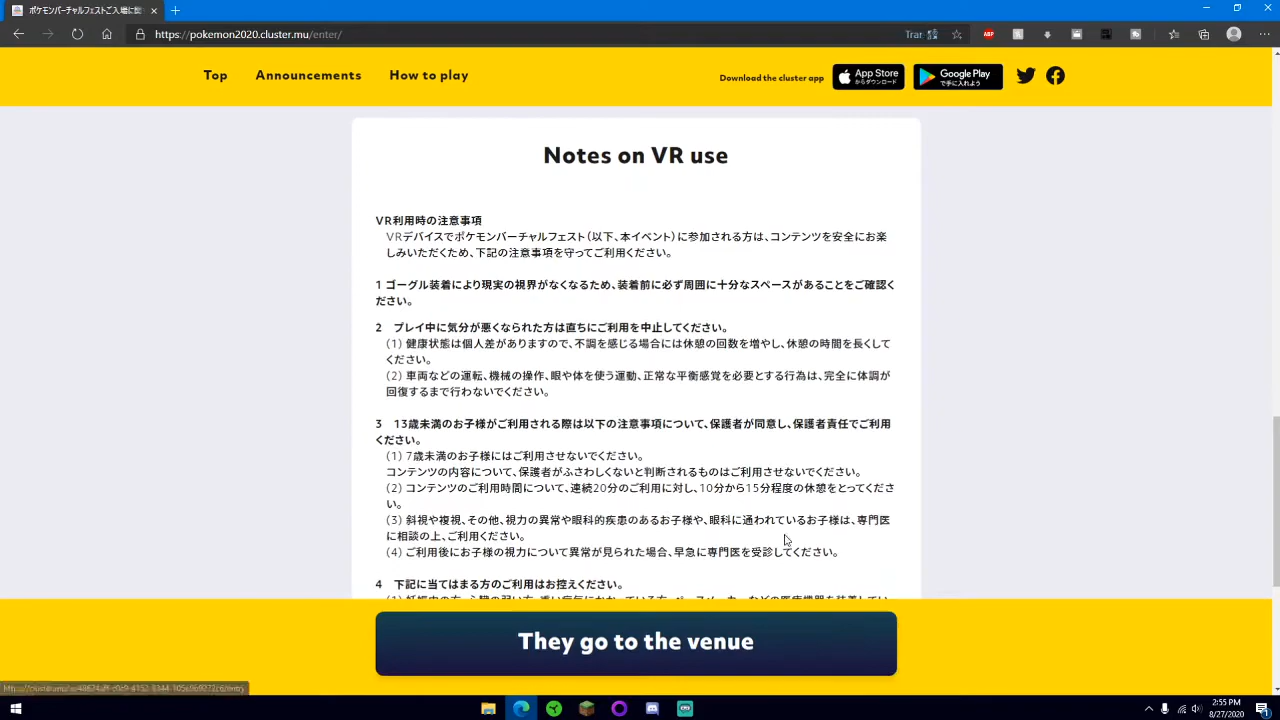 ポケモンバーチャルフェストご入場に関
https://pokemon2020.cluster.mu/enter/
ABP
Top
Announcements
How to play
Download the cluster app
App Store
からダウンロード
Google Play
で手に入れよう
Notes on VR use
VR利用時の注意事項
VRデバイスでポケモンバーチャルフェスト（以下、本イベント）に参加される方は、コンテンツを安全にお楽
しみいただくため、下記の注意事項を守ってご利用ください。
1 ゴーグル装着により現実の視界がなくなるため、装着前に必ず周囲に十分なスペースがあることをご確認く
ださい。
2　プレイ中に気分が悪くなられた方は直ちにご利用を中止してください。
（1）健康状態は個人差がありますので、不調を感じる場合には休憩の回数を増やし、休憩の時間を長くして
ください。
（2）車両などの運転、機械の操作、眼や体を使う運動、正常な平衡感覚を必要とする行為は、完全に体調が
回復するまで行わないでください。
3　13歳未満のお子様がご利用される際は以下の注意事項について、保護者が同意し、保護者責任でご利用
ください。
（1）7歳未満のお子様にはご利用させないでください。
コンテンツの内容について、保護者がふさわしくないと判断されるものはご利用させないでください。
（2）コンテンツのご利用時間について、連続20分のご利用に対し、10分から15分程度の休憩をとってくださ
い。
（3）斜視や複視、その他、視力の異常や眼科的疾患のあるお子様や、眼科に通われているお子様は、専門医
に相談の上、ご利用ください。
（4）ご利用後にお子様の視力について異常が見られた場合、早急に専門医を受診してください。
4　下記に当てはまる方のご利用はお控えください。
They go to the venue
2:55 PM
8/27/2020